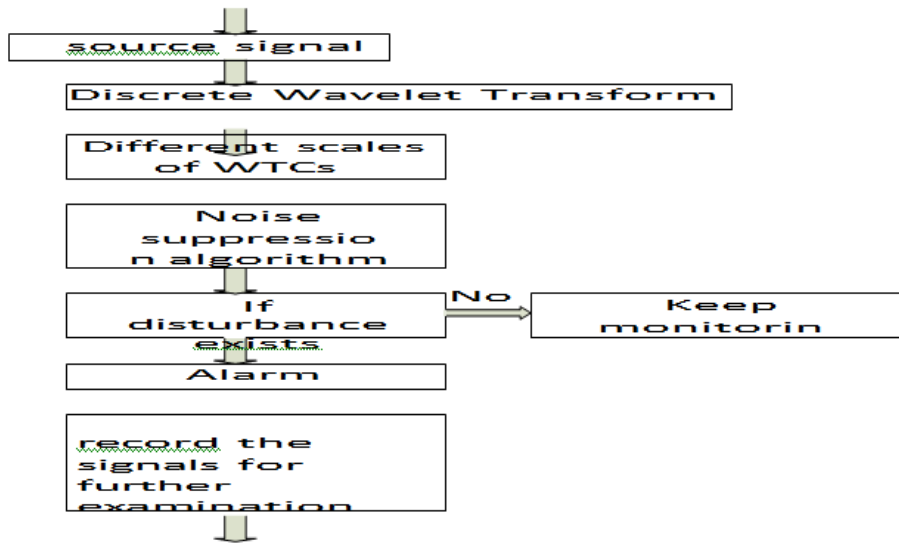 source signal
Discrete Wavelet Transform
Different scales
of WTCs
Noise
suppressio
n algorithm
If
disturbance
exists
No
Keep
monitorin
Alarm
record the
signals for
further
examination